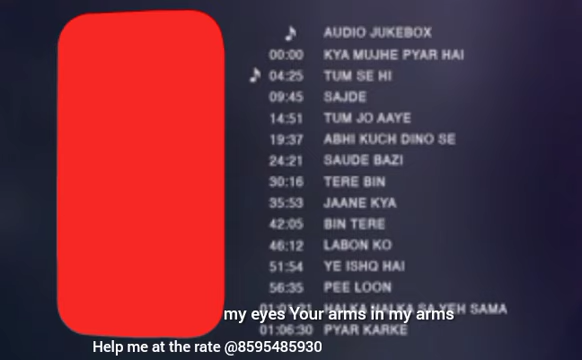 AUDIO JUKEBOX
00:00 KYA MUJHE PYAR HAI
04:25 TUM SE HI
09:45 SAJDE
14:51 TUM JO AAYE
19:37 ABHI KUCH DINO SE
24:21 SAUDE BAZI
30:16 TERE BIN
35:53 JAANE KYA
42:05 BIN TERE
46:12 LABON KO
51:54 YE ISHQ HAI
56:35 PEE LOON
HALKA HALKA SA YEH SAMA
my eyes Your arms in my arms
01:06:30 PYAR KARKE
Help me at the rate @8595485930